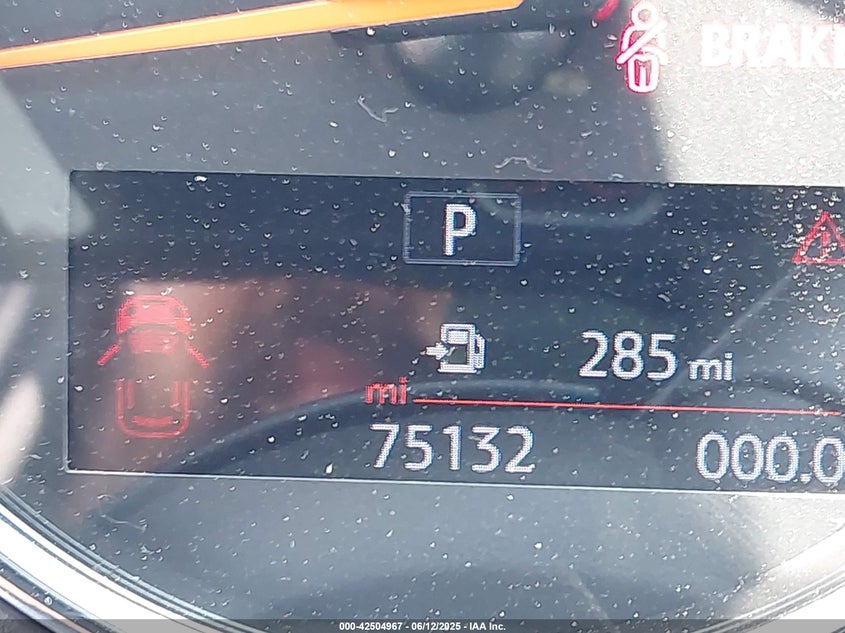 BRAKE
P
285 mi
mi
75132 000.0
000-42504967 - 06/12/2025 - IAA Inc.